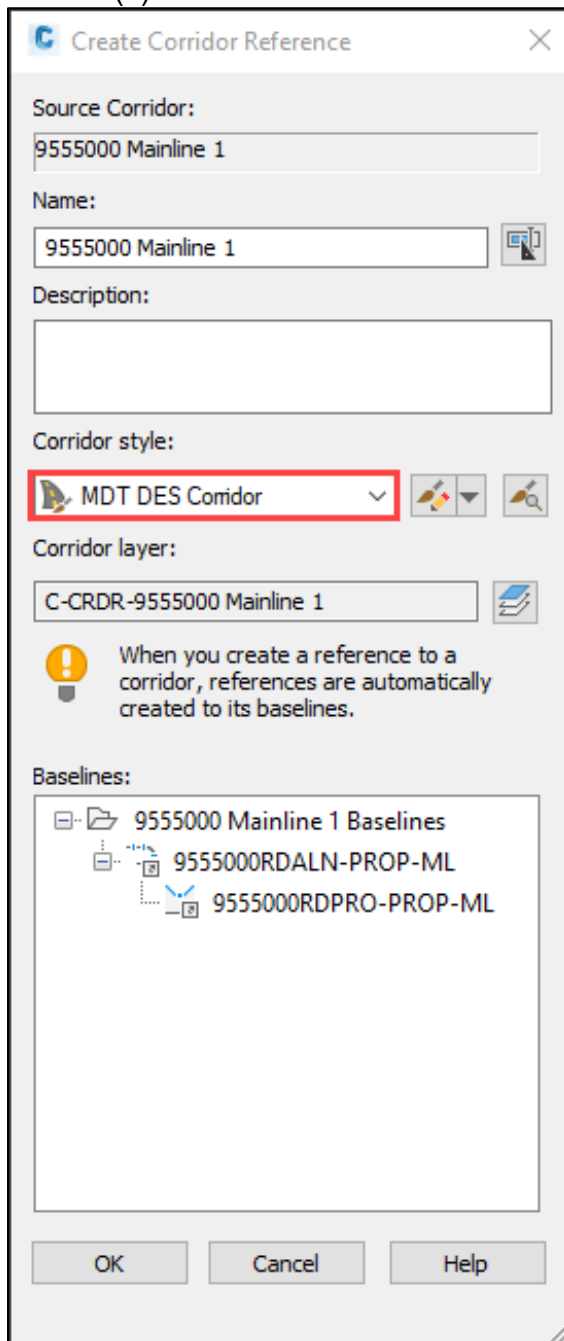 Create Corridor Reference
Source Corridor:
9555000 Mainline 1
Name:
9555000 Mainline 1
Description:
Corridor style:
MDT DES Corridor
Corridor layer:
C-CRDR-9555000 Mainline 1
When you create a reference to a
corridor, references are automatically
created to its baselines.
Baselines:
9555000 Mainline 1 Baselines
9555000RDALN-PROP-ML
9555000RDPRO-PROP-ML
OK Cancel Help